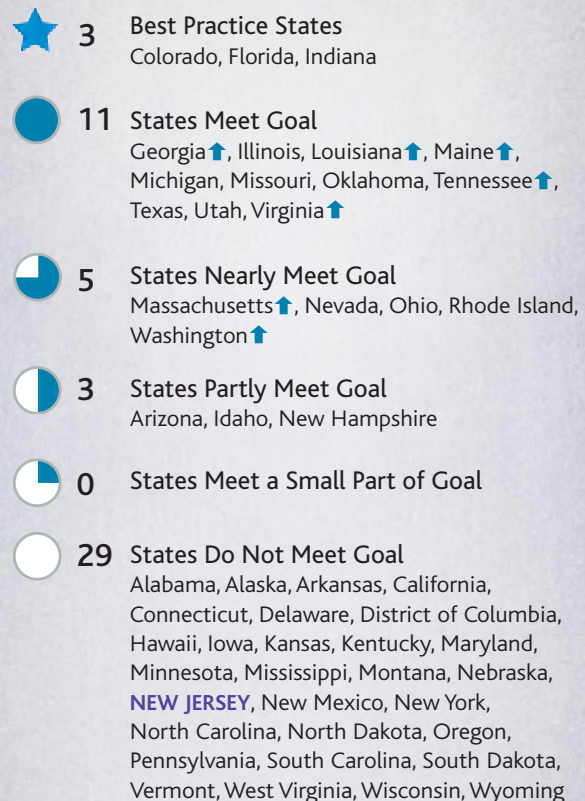 3 Best Practice States
Colorado, Florida, Indiana
11 States Meet Goal
Georgia⬆, Illinois, Louisiana⬆, Maine⬆,
Michigan, Missouri, Oklahoma, Tennessee⬆,
Texas, Utah, Virginia⬆
5 States Nearly Meet Goal
Massachusetts⬆, Nevada, Ohio, Rhode Island,
Washington⬆
3 States Partly Meet Goal
Arizona, Idaho, New Hampshire
0 States Meet a Small Part of Goal
29 States Do Not Meet Goal
Alabama, Alaska, Arkansas, California,
Connecticut, Delaware, District of Columbia,
Hawaii, Iowa, Kansas, Kentucky, Maryland,
Minnesota, Mississippi, Montana, Nebraska,
NEW JERSEY, New Mexico, New York,
North Carolina, North Dakota, Oregon,
Pennsylvania, South Carolina, South Dakota,
Vermont, West Virginia, Wisconsin, Wyoming